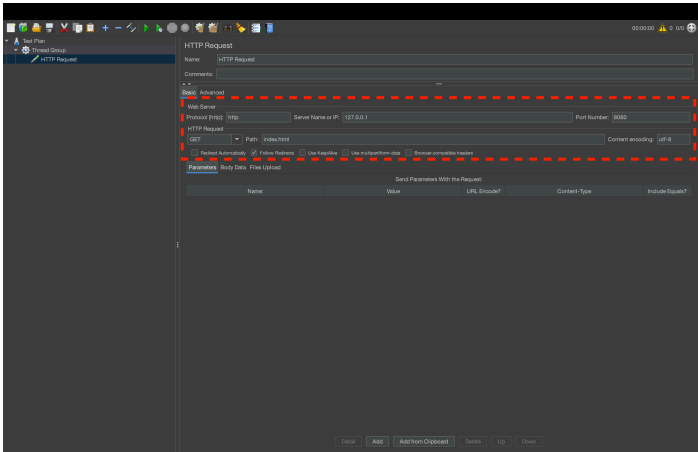 00:00:00 0 0/0
Test Plan
Thread Group
HTTP Request
HTTP Request
Name: HTTP Request
Comments:
Basic Advanced
Web Server
Protocol [http]: http Server Name or IP: 127.0.0.1 Port Number: 8080
HTTP Request
GET Path: index.html Content encoding: utf-8
Redirect Automatically Follow Redirects Use KeepAlive Use multipart/form-data Browser-compatible headers
Parameters Body Data Files Upload
Send Parameters With the Request:
Name: Value URL Encode? Content-Type Include Equals?
Detail Add Add from Clipboard Delete Up Down